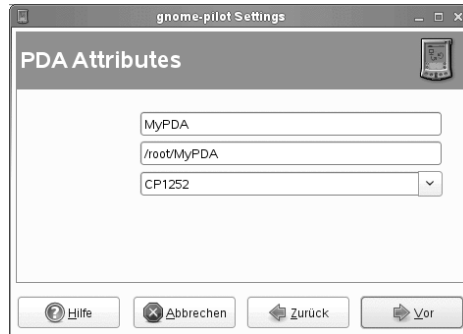 gnome-pilot Settings
PDA Attributes
MyPDA
/root/MyPDA
CP1252
Hilfe
Abbrechen
Zurück
Vor